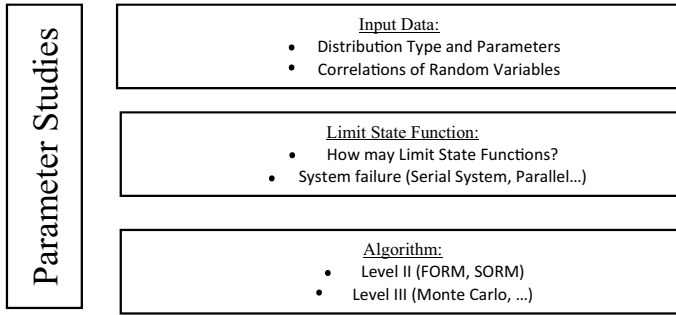 Parameter Studies
Input Data:
• Distribution Type and Parameters
• Correlations of Random Variables
Limit State Function:
• How may Limit State Functions?
• System failure (Serial System, Parallel...)
Algorithm:
• Level II (FORM, SORM)
• Level III (Monte Carlo, ...)